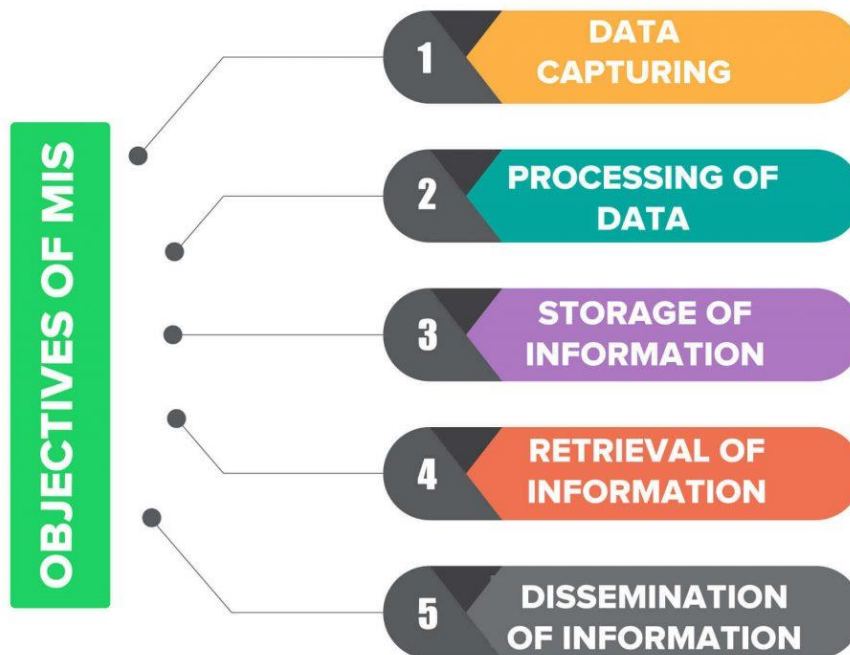 OBJECTIVES OF MIS
1
DATA
CAPTURING
2
PROCESSING OF
DATA
3
STORAGE OF
INFORMATION
4
RETRIEVAL OF
INFORMATION
5
DISSEMINATION
OF INFORMATION